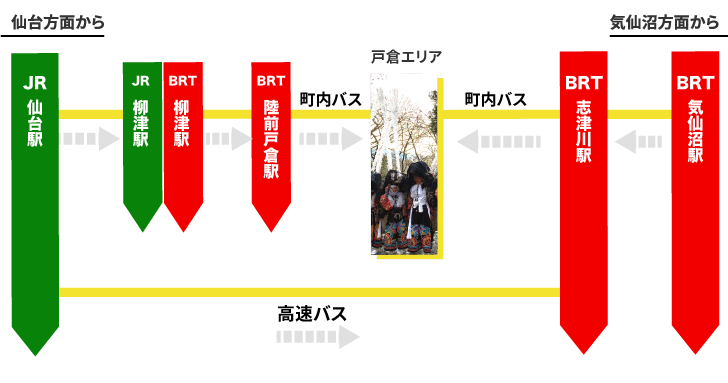 仙台方面から
気仙沼方面から
戸倉エリア
JR
仙台駅
JR
柳津駅
BRT
柳津駅
BRT
陸前戸倉駅
町内バス
町内バス
BRT
志津川駅
BRT
気仙沼駅
高速バス